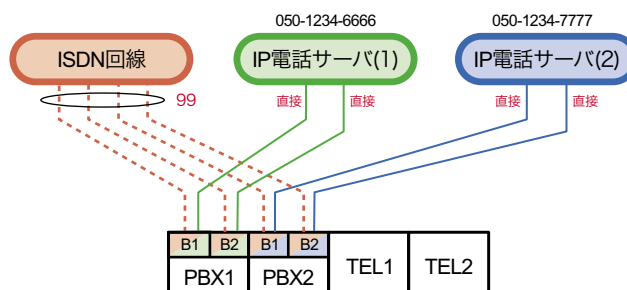 050-1234-6666
050-1234-7777
ISDN回線
IP電話サーバ(1)
IP電話サーバ(2)
99
直接
直接
直接
直接
B1
B2
B1
B2
PBX1
PBX2
TEL1
TEL2